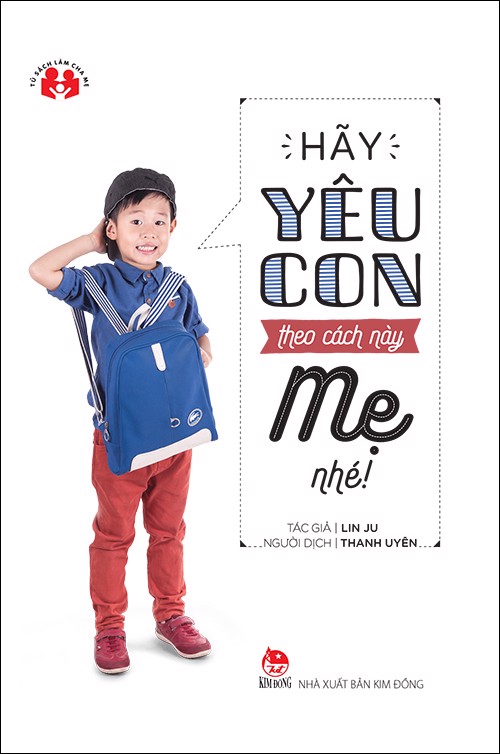 TỦ SÁCH LÀM CHA MẸ
HÃY
YÊU
CON
theo cách này
Mẹ
nhé!
TÁC GIẢ | LIN JU
NGƯỜI DỊCH | THANH UYÊN
KIM ĐỒNG
NHÀ XUẤT BẢN KIM ĐỒNG